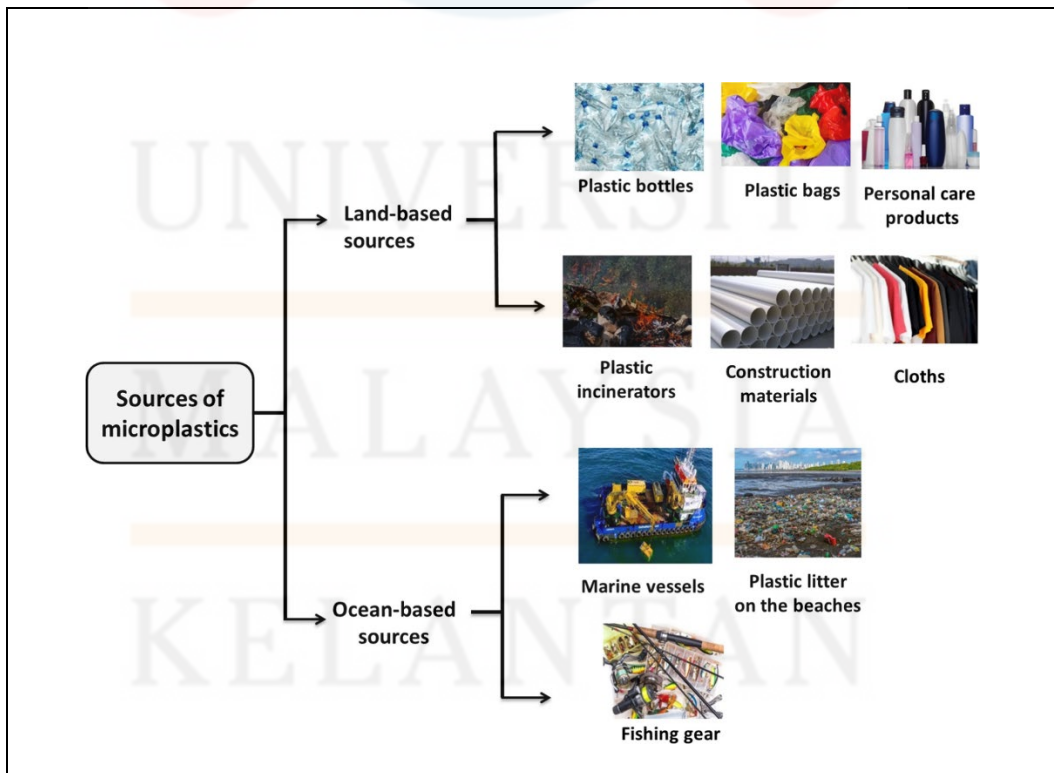 UNIVERSITI
MALAYSIA
KELANTAN
Sources of
microplastics
Land-based
sources
Plastic bottles
Plastic bags
Personal care
products
Plastic
incinerators
Construction
materials
Cloths
Ocean-based
sources
Marine vessels
Plastic litter
on the beaches
Fishing gear